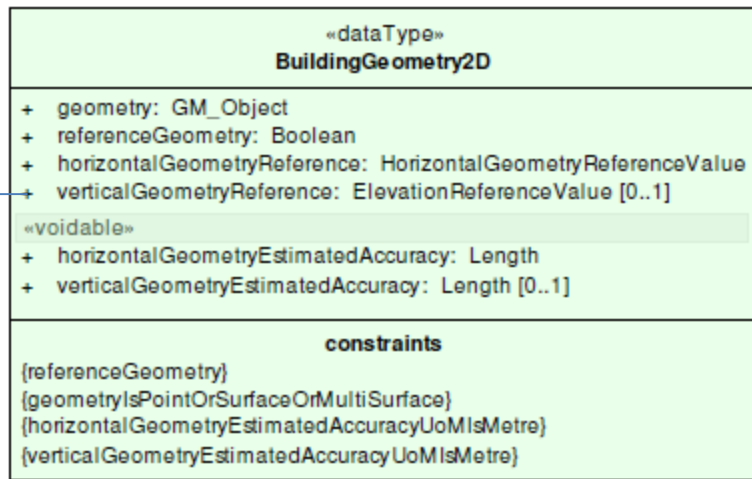 «dataType»
BuildingGeometry2D
+ geometry: GM_Object
+ referenceGeometry: Boolean
+ horizontalGeometryReference: HorizontalGeometryReferenceValue
+ verticalGeometryReference: ElevationReferenceValue [0..1]
«voidable»
+ horizontalGeometryEstimatedAccuracy: Length
+ verticalGeometryEstimatedAccuracy: Length [0..1]
constraints
{referenceGeometry}
{geometryIsPointOrSurfaceOrMultiSurface}
{horizontalGeometryEstimatedAccuracyUoMIsMetre}
{verticalGeometryEstimatedAccuracyUoMIsMetre}